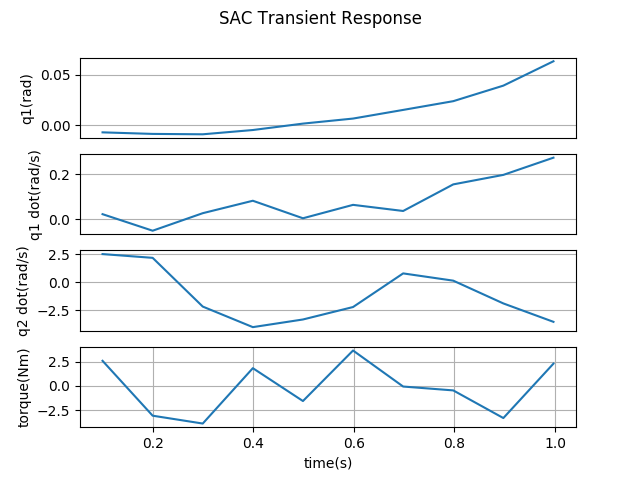 SAC Transient Response
0.05
0.00
q1(rad)
0.2
0.0
q1 dot(rad/s)
2.5
0.0
−2.5
q2 dot(rad/s)
2.5
0.0
−2.5
torque(Nm)
0.2 0.4 0.6 0.8 1.0
time(s)